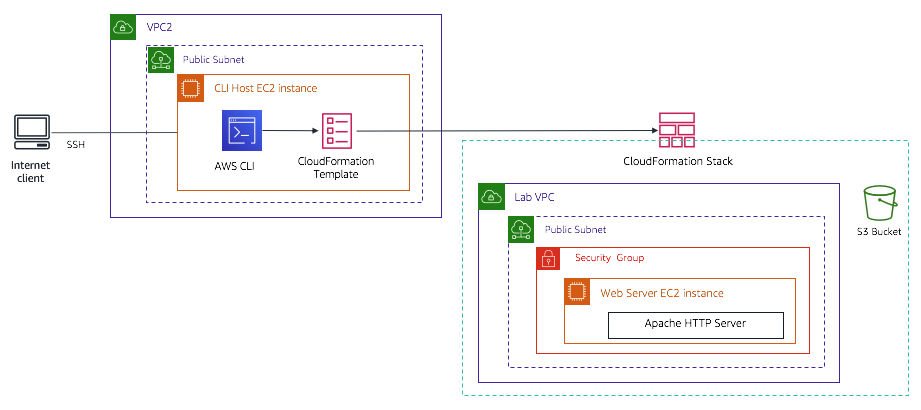 VPC2
Public Subnet
CLI Host EC2 instance
SSH
Internet
client
AWS CLI
CloudFormation
Template
CloudFormation Stack
Lab VPC
Public Subnet
S3 Bucket
Security Group
Web Server EC2 instance
Apache HTTP Server